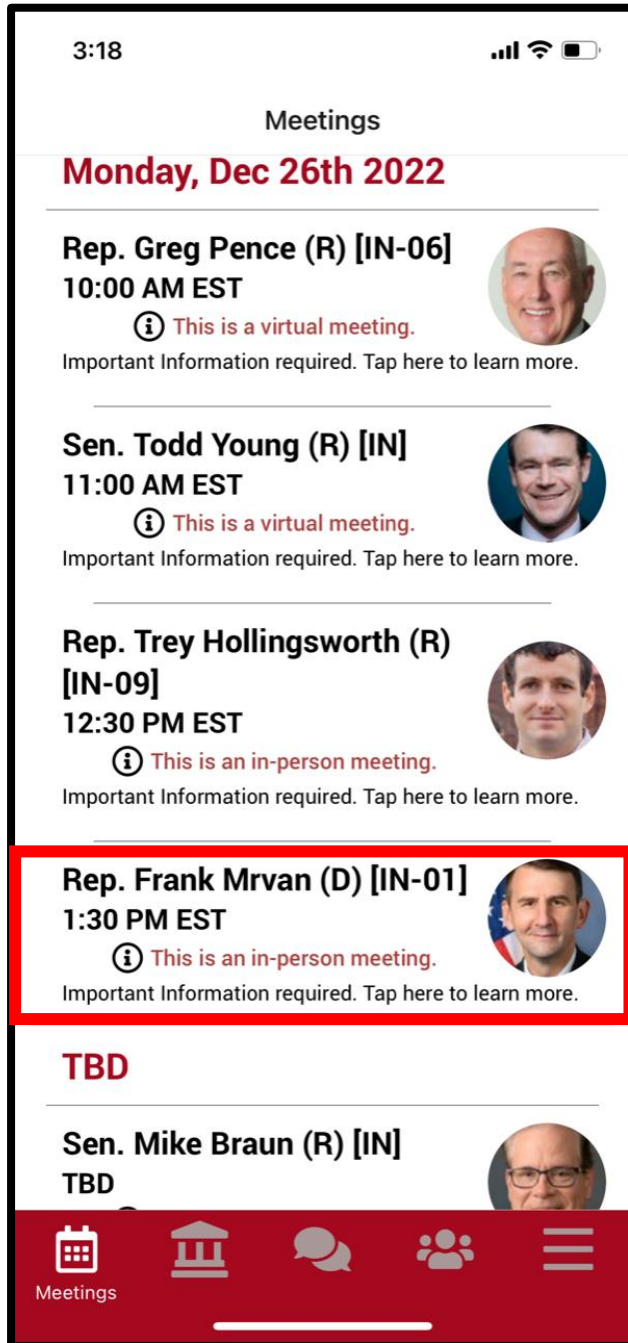 3:18
Meetings
Monday, Dec 26th 2022
Rep. Greg Pence (R) [IN-06]
10:00 AM EST
This is a virtual meeting.
Important Information required. Tap here to learn more.
Sen. Todd Young (R) [IN]
11:00 AM EST
This is a virtual meeting.
Important Information required. Tap here to learn more.
Rep. Trey Hollingsworth (R)
[IN-09]
12:30 PM EST
This is an in-person meeting.
Important Information required. Tap here to learn more.
Rep. Frank Mrvan (D) [IN-01]
1:30 PM EST
This is an in-person meeting.
Important Information required. Tap here to learn more.
TBD
Sen. Mike Braun (R) [IN]
TBD
Meetings